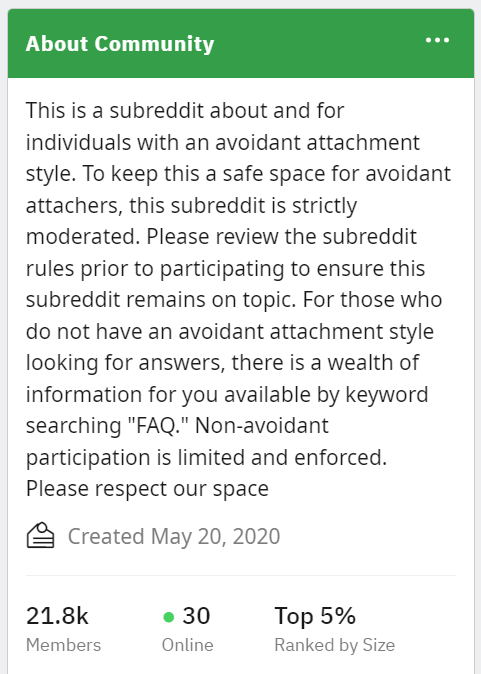 About Community
This is a subreddit about and for
individuals with an avoidant attachment
style. To keep this a safe space for avoidant
attachers, this subreddit is strictly
moderated. Please review the subreddit
rules prior to participating to ensure this
subreddit remains on topic. For those who
do not have an avoidant attachment style
looking for answers, there is a wealth of
information for you available by keyword
searching "FAQ." Non-avoidant
participation is limited and enforced.
Please respect our space
Created May 20, 2020
21.8k 30 Top 5%
Members Online Ranked by Size